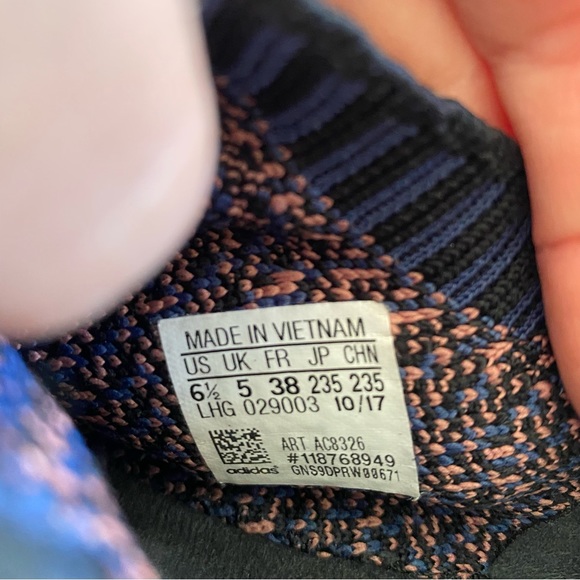 MADE IN VIETNAM
US UK FR JP CHN
6½ 5 38 235 235
LHG 029003 10/17
ART AC8326
#118768949
adidas GNS9DPRW00671